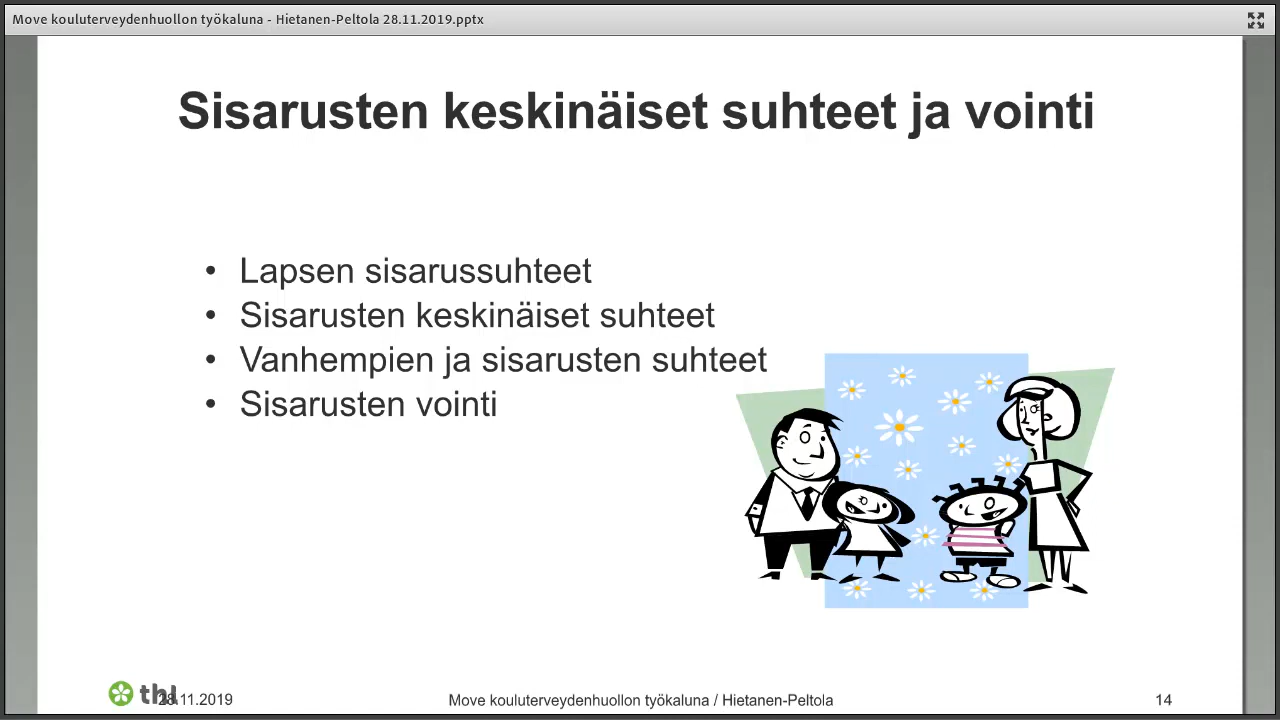 Move kouluterveydenhuollon työkaluna - Hietanen-Peltola 28.11.2019.pptx
Sisarusten keskinäiset suhteet ja vointi
• Lapsen sisarussuhteet
• Sisarusten keskinäiset suhteet
• Vanhempien ja sisarusten suhteet
• Sisarusten vointi
thl
28.11.2019
Move kouluterveydenhuollon työkaluna / Hietanen-Peltola
14